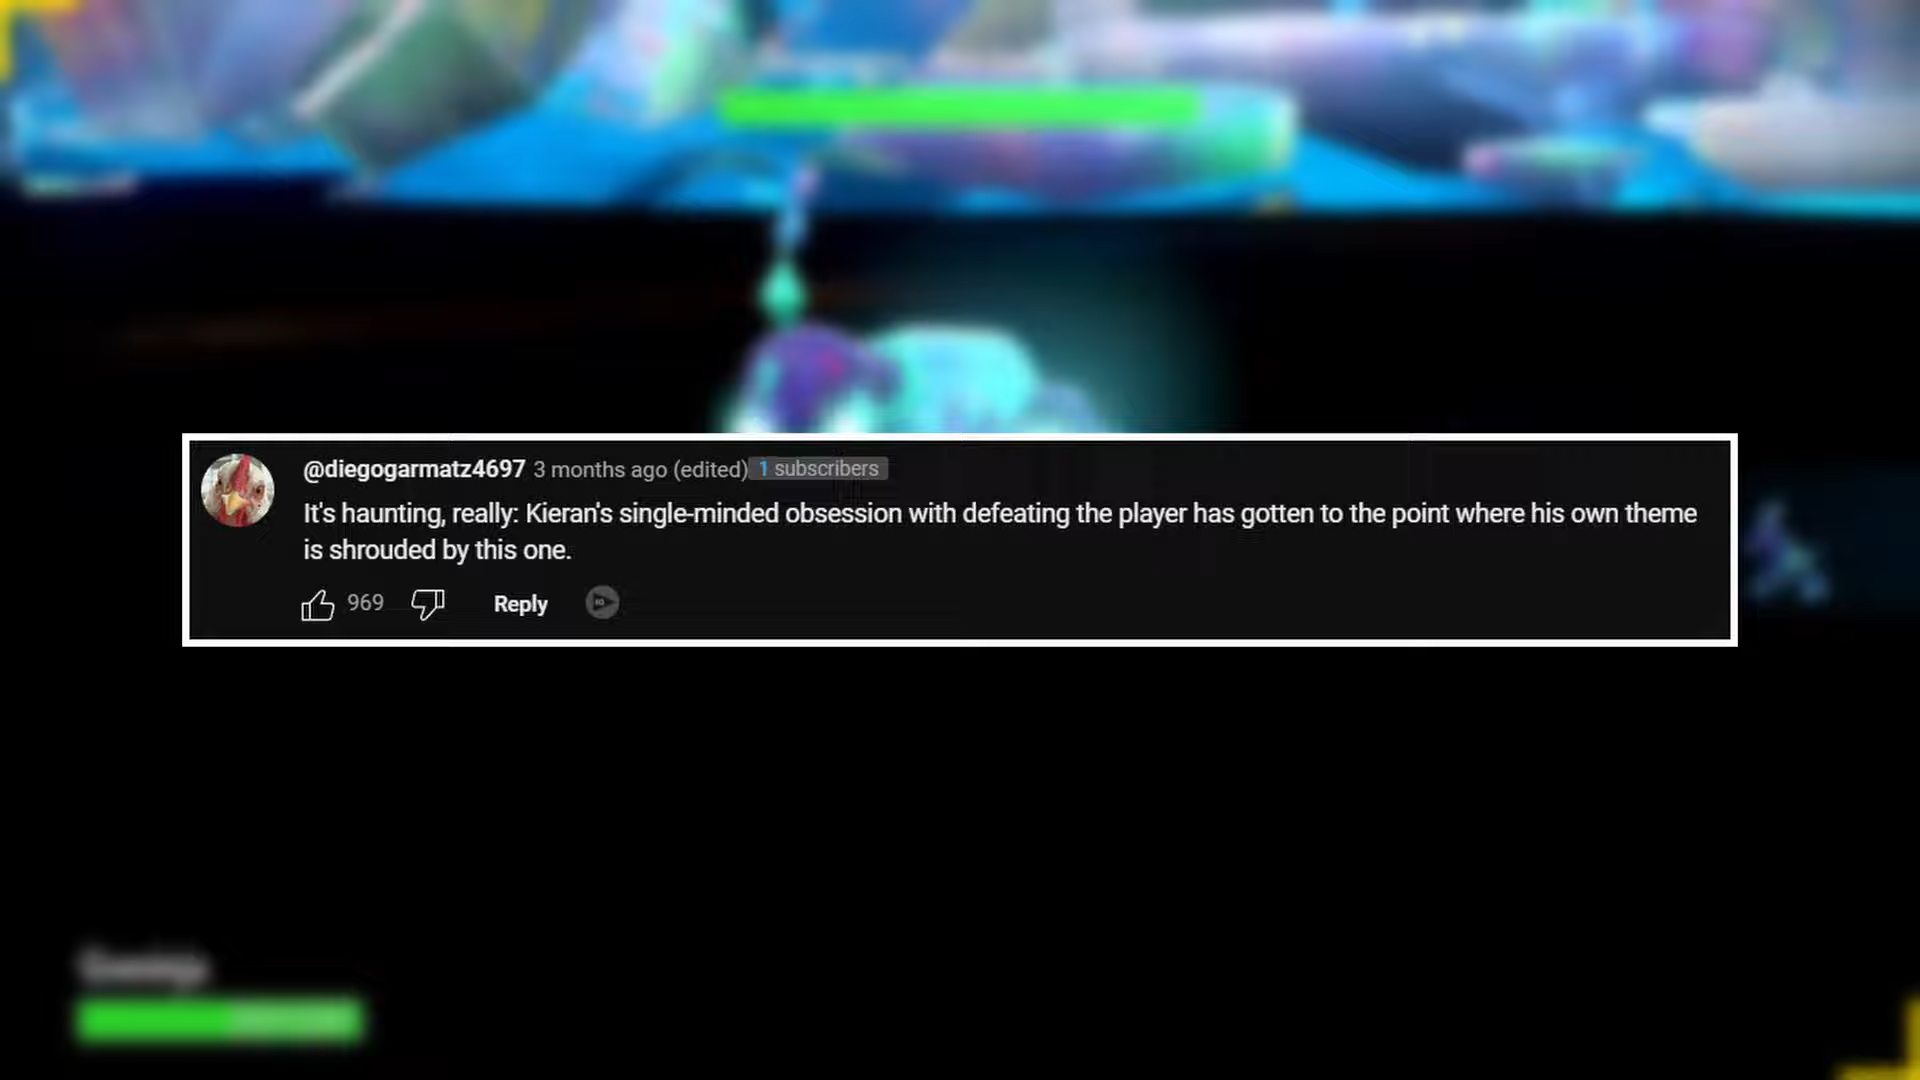 @diegogarmatz4697 3 months ago (edited) 1 subscribers
It's haunting, really: Kieran's single-minded obsession with defeating the player has gotten to the point where his own theme
is shrouded by this one.
969 Reply